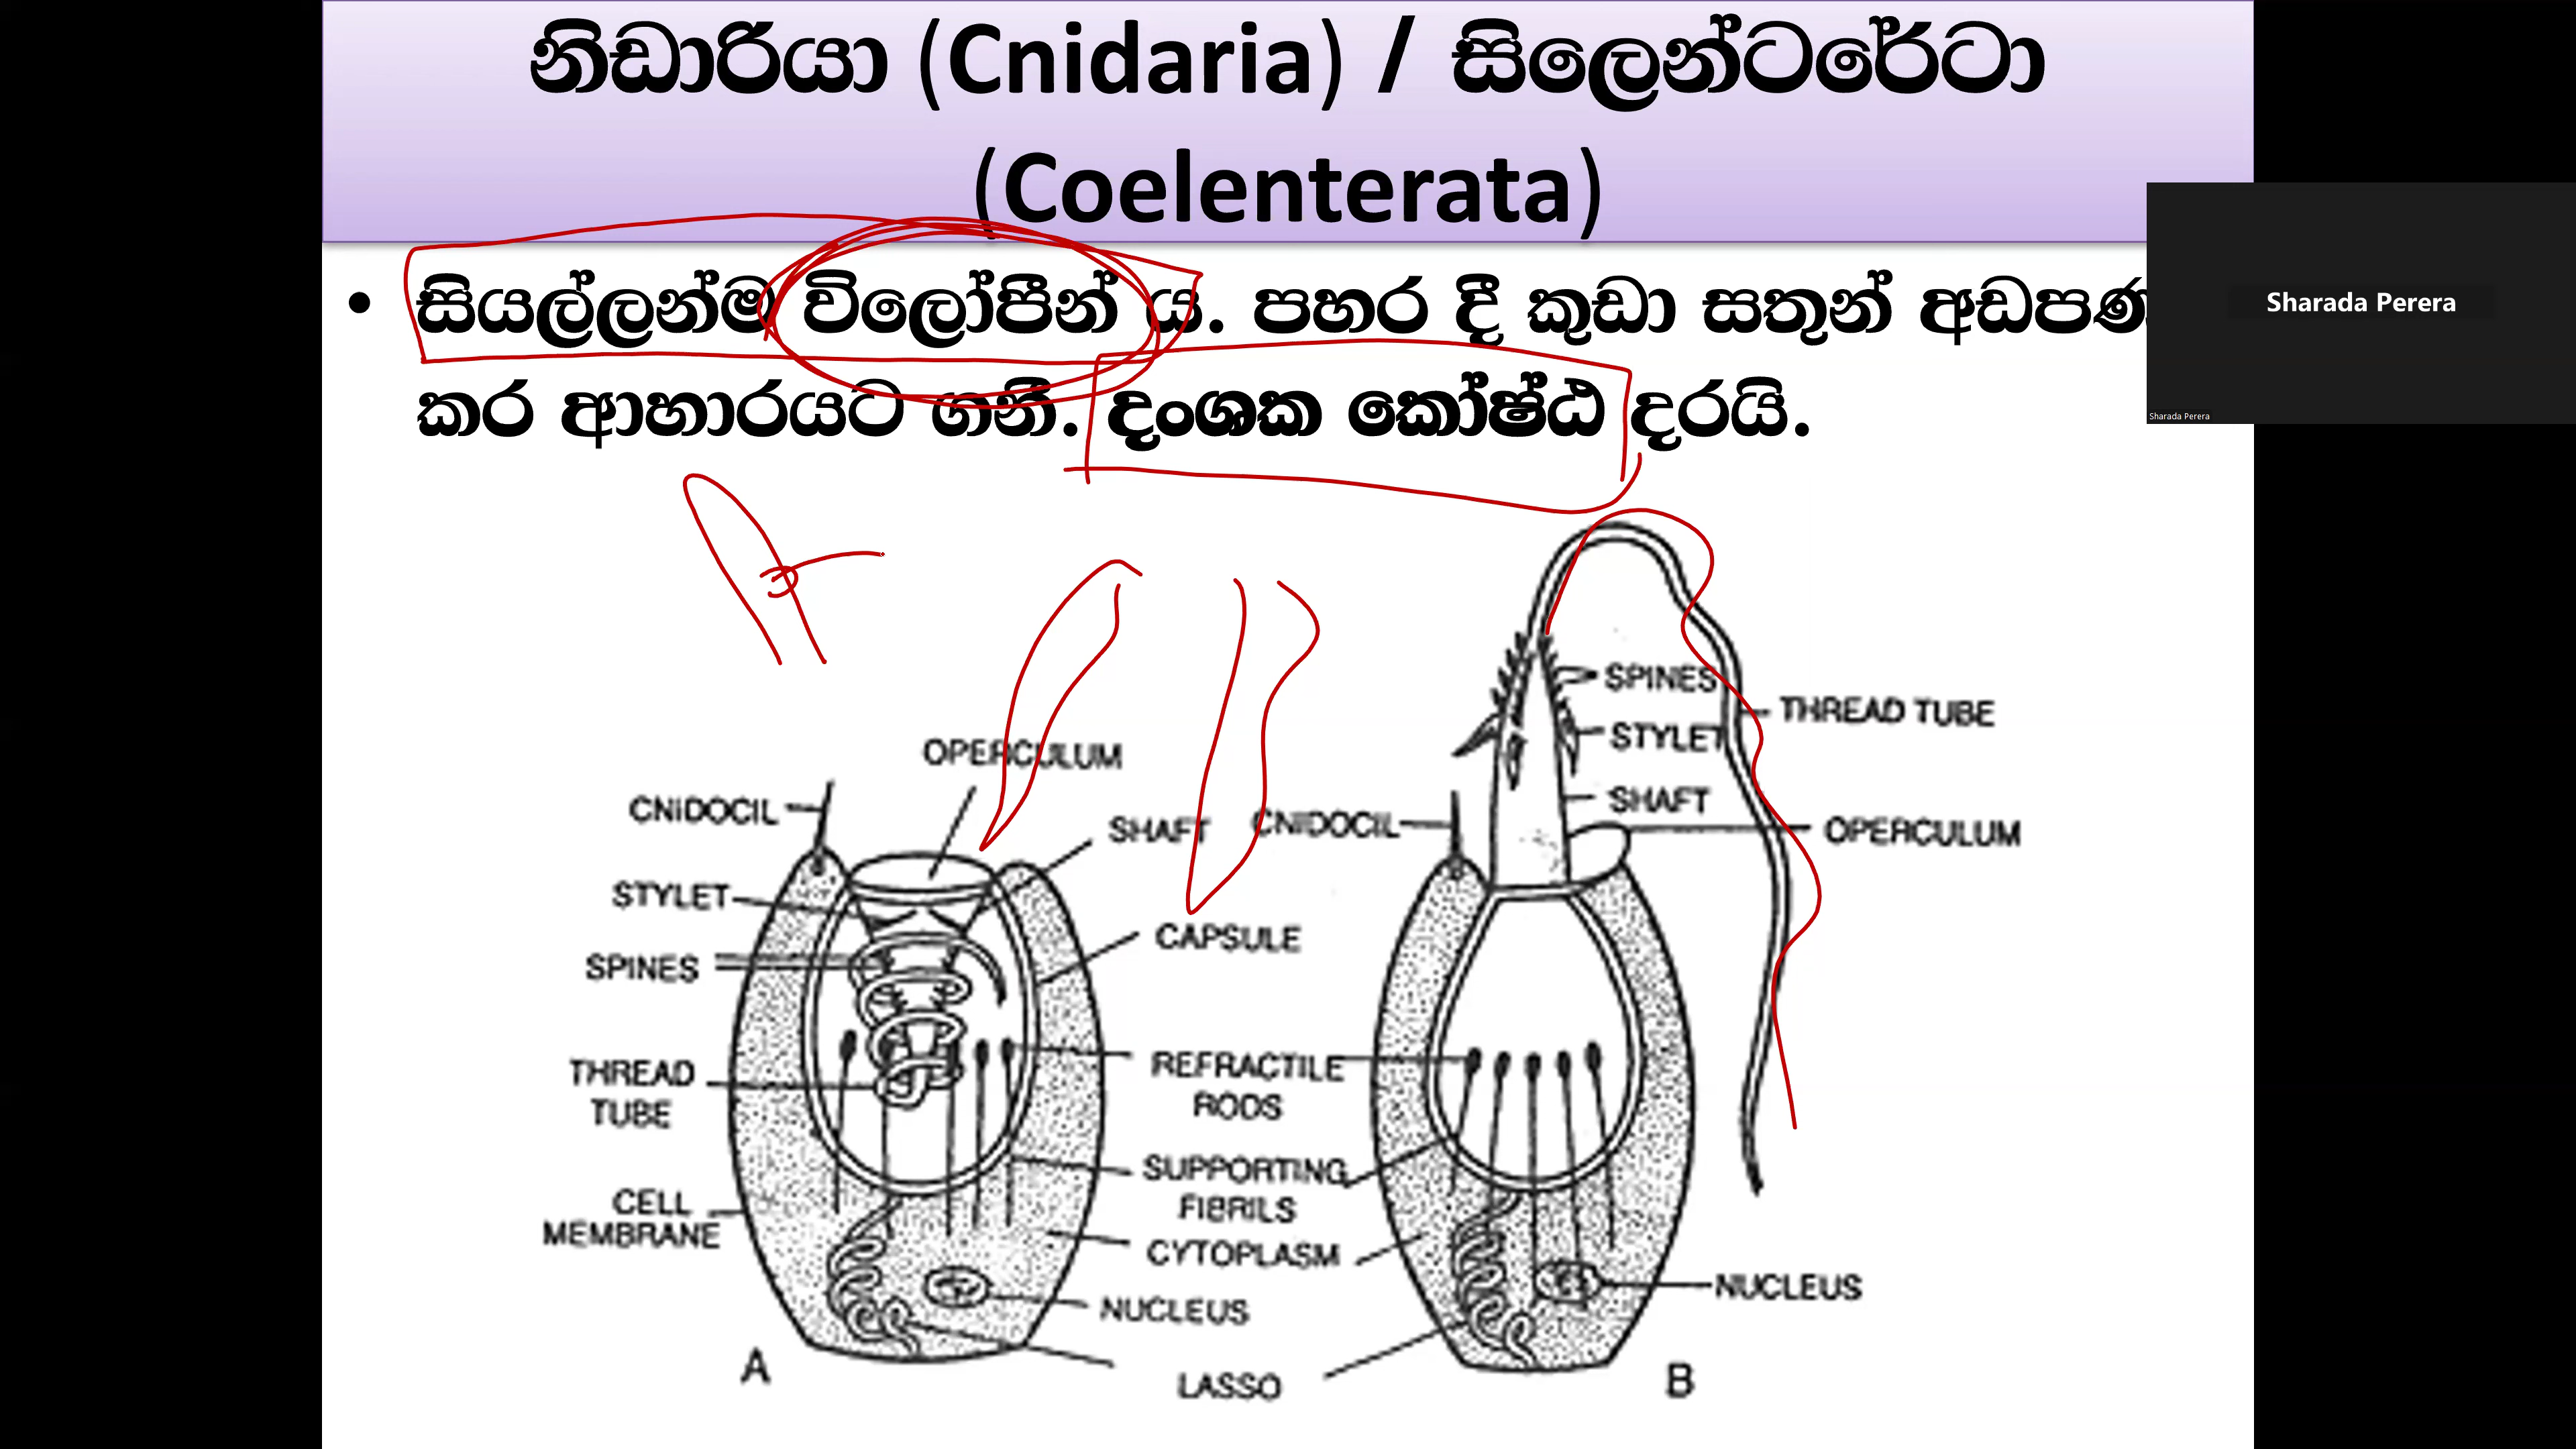 නිඩාරියා (Cnidaria) / සිලෙන්ටරේටා
(Coelenterata)
• සියල්ලන්ම විලෝපීන් ය. පහර දී කුඩා සතුන් අඩපණ
කර ආහාරයට ගනී. දංශක කෝෂ්ඨ දරයි.
Sharada Perera
Sharada Perera
OPERCULUM
CNIDOCIL
SHAFT
STYLET
CAPSULE
SPINES
THREAD
TUBE
REFRACTILE
RODS
CELL
MEMBRANE
SUPPORTING
FIBRILS
CYTOPLASM
NUCLEUS
LASSO
A
SPINES
THREAD TUBE
STYLET
SHAFT
CNIDOCIL
OPERCULUM
NUCLEUS
B